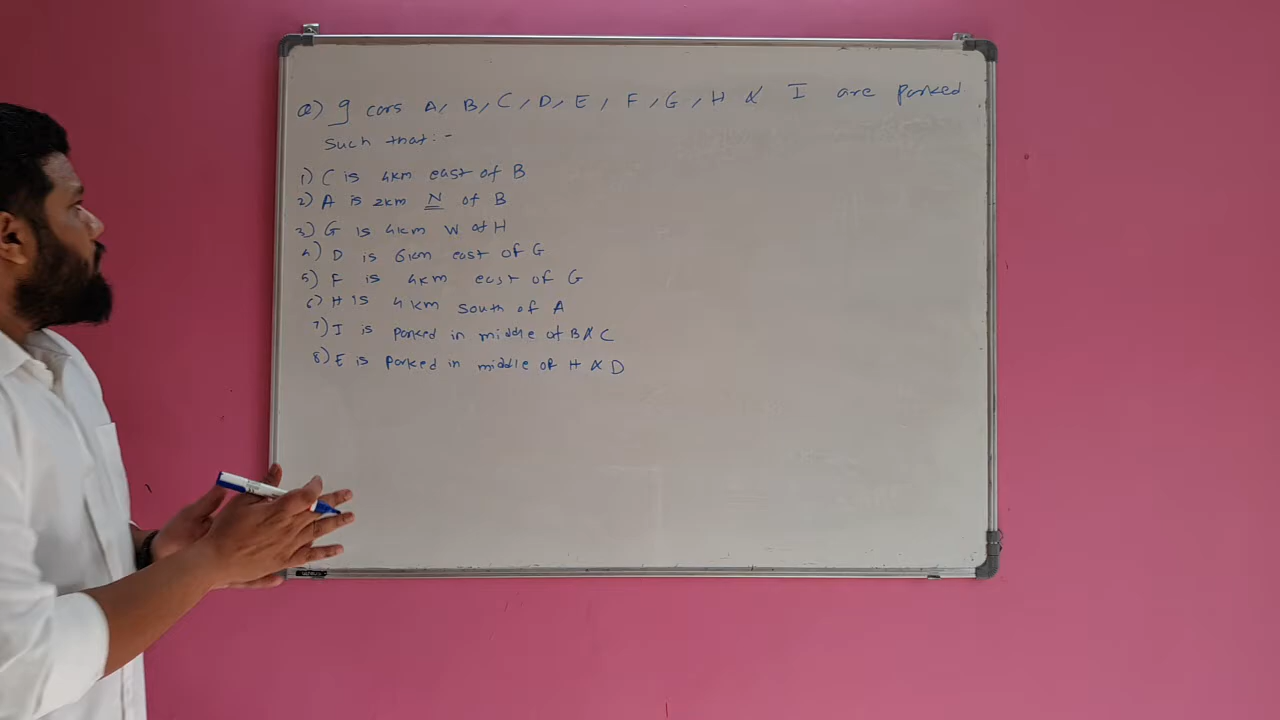 Q) 9 cars A, B, C, D, E, F, G, H & I are parked
Such that:-
1) C is 4km east of B
2) A is 2km N of B
3) G is 4km W of H
4) D is 6km east of G
5) F is 4km east of G
6) H is 4km south of A
7) I is parked in middle of B & C
8) E is parked in middle of H & D